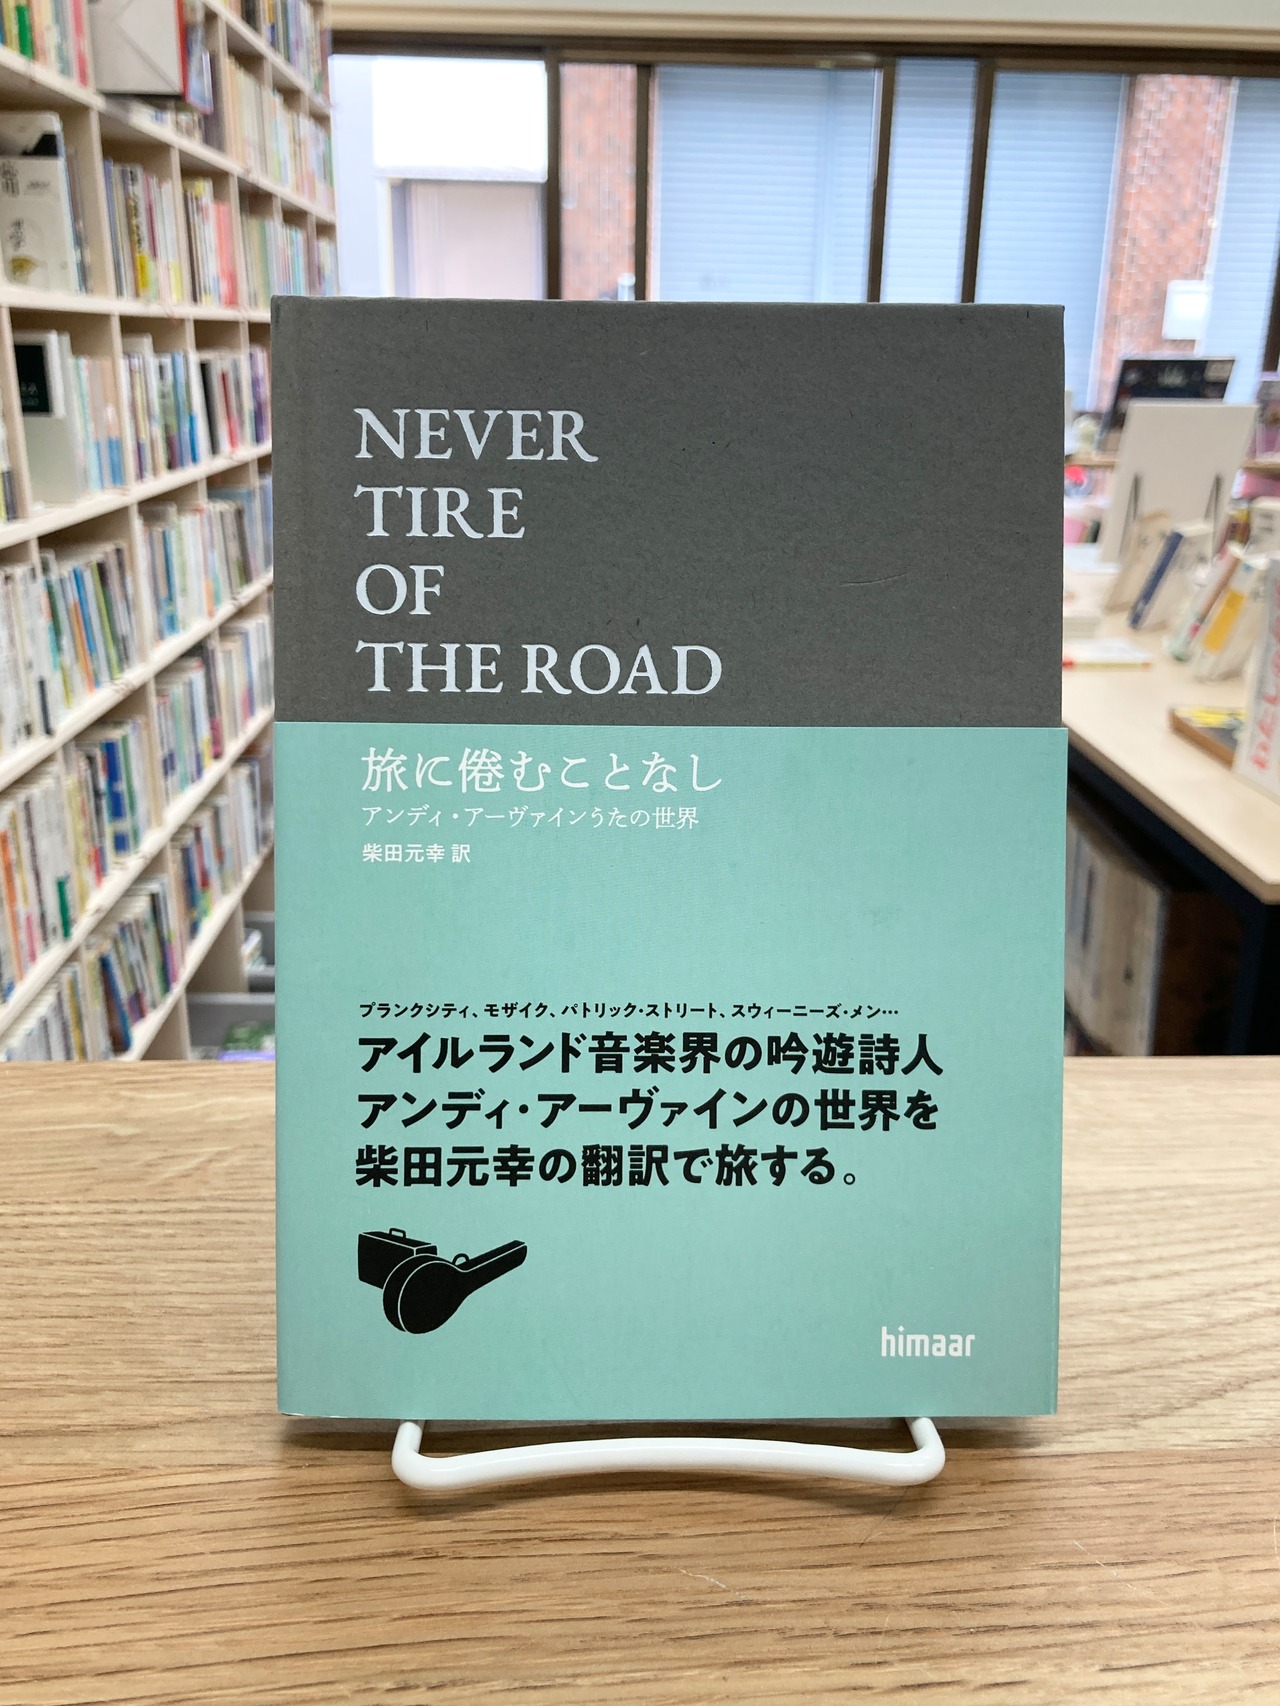 NEVER
TIRE
OF
THE ROAD
旅に倦むことなし
アンディ・アーヴァインうたの世界
柴田元幸 訳
プランクシティ、モザイク、パトリック・ストリート、スウィーニーズ・メン…
アイルランド音楽界の吟遊詩人
アンディ・アーヴァインの世界を
柴田元幸の翻訳で旅する。
himaar